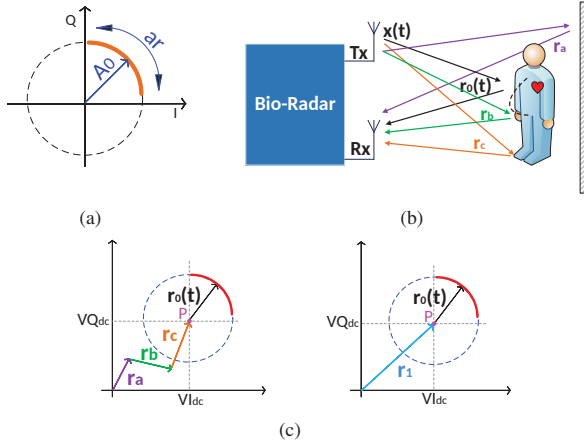 Q
ar
A0
I
(a)
x(t)
Tx
ra
r0(t)
Bio-Radar
rb
Rx
rc
(b)
r0(t)
P
VQdc
rc
rb
ra
VIdc
r0(t)
P
VQdc
r1
VIdc
(c)